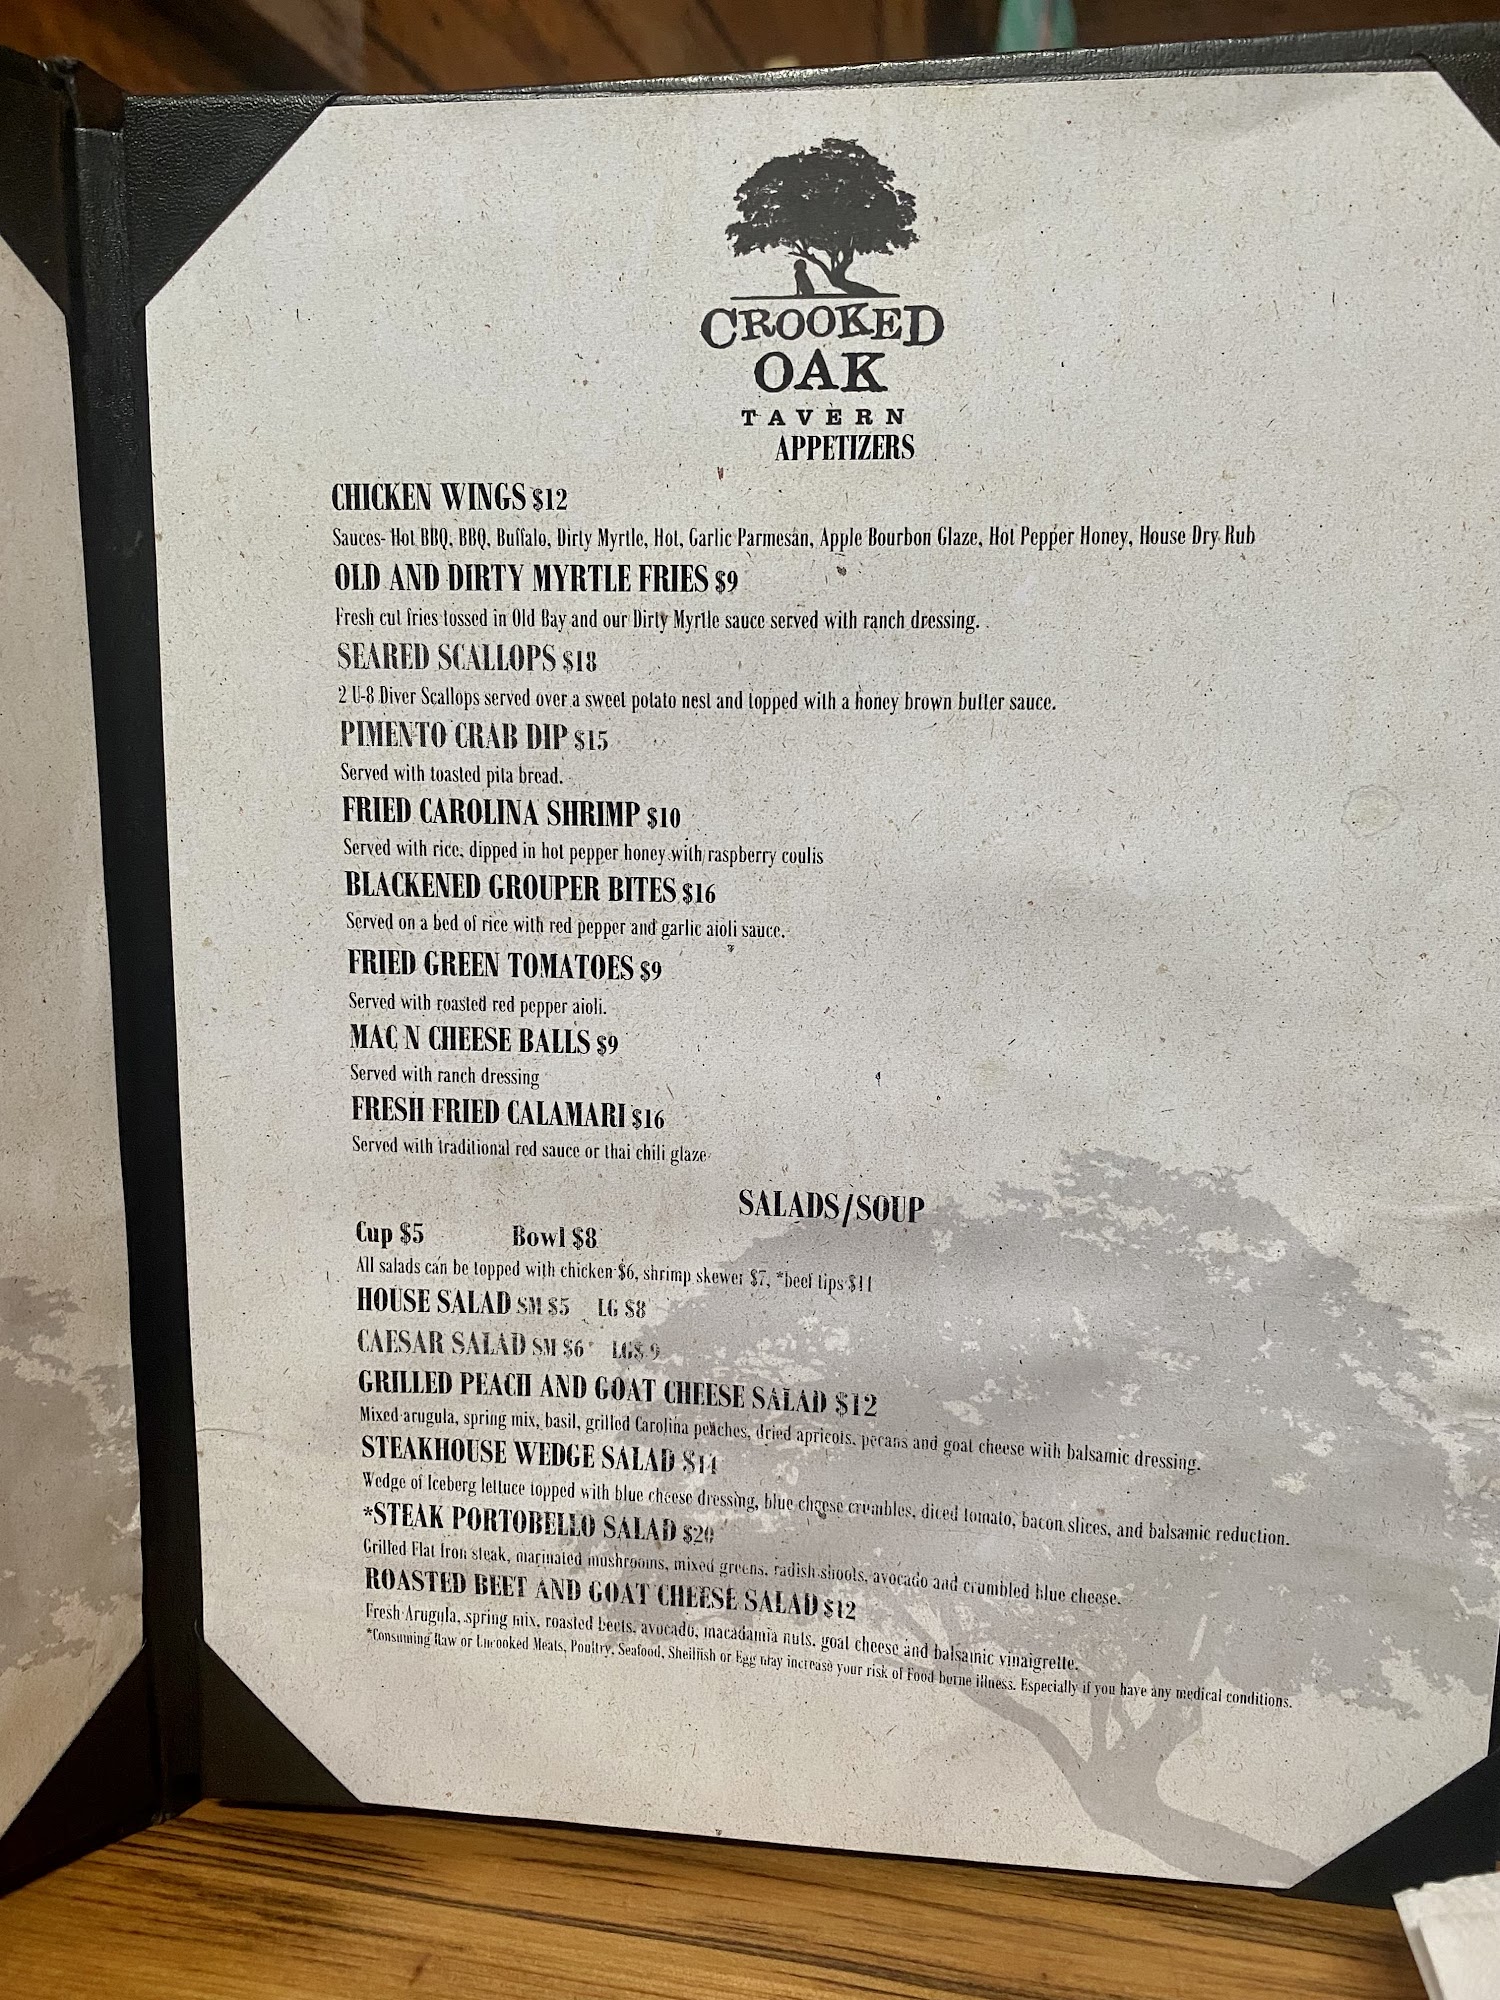 CROOKED
OAK
TAVERN
APPETIZERS
CHICKEN WINGS $12
Sauces- Hot BBQ, BBQ, Buffalo, Dirty Myrtle, Hot, Garlic Parmesan, Apple Bourbon Glaze, Hot Pepper Honey, House Dry Rub
OLD AND DIRTY MYRTLE FRIES $9
Fresh cut fries tossed in Old Bay and our Dirty Myrtle sauce served with ranch dressing.
SEARED SCALLOPS $18
2 U-8 Diver Scallops served over a sweet potato nest and topped with a honey brown butter sauce.
PIMENTO CRAB DIP $15
Served with toasted pita bread.
FRIED CAROLINA SHRIMP $10
Served with rice, dipped in hot pepper honey with raspberry coulis
BLACKENED GROUPER BITES $16
Served on a bed of rice with red pepper and garlic aioli sauce.
FRIED GREEN TOMATOES $9
Served with roasted red pepper aioli.
MAC N CHEESE BALLS $9
Served with ranch dressing
FRESH FRIED CALAMARI $16
Served with traditional red sauce or thai chili glaze
SALADS/SOUP
Cup $5 Bowl $8
All salads can be topped with chicken $6, shrimp skewer $7, *beef tips $11
HOUSE SALAD SM $5 LG $8
CAESAR SALAD SM $6 LG$ 9
GRILLED PEACH AND GOAT CHEESE SALAD $12
Mixed arugula, spring mix, basil, grilled Carolina peaches, dried apricots, pecans and goat cheese with balsamic dressing.
STEAKHOUSE WEDGE SALAD
Wedge of Iceberg lettuce topped with blue cheese dressing, blue cheese crumbles, diced tomato, bacon slices, and balsamic reduction.
*STEAK PORTOBELLO SALAD $20
Grilled Flat Iron steak, marinated mushrooms, mixed greens, radish shoots, avocado and crumbled blue cheese.
ROASTED BEET AND GOAT CHEESE SALAD $12
Fresh Arugula, spring mix, roasted beets, avocado, macadamia nuts, goat cheese and balsamic vinaigrette.
*Consuming Raw or Uncooked Meats, Poultry, Seafood, Shellfish or Egg may increase your risk of Food borne illness. Especially if you have any medical conditions.